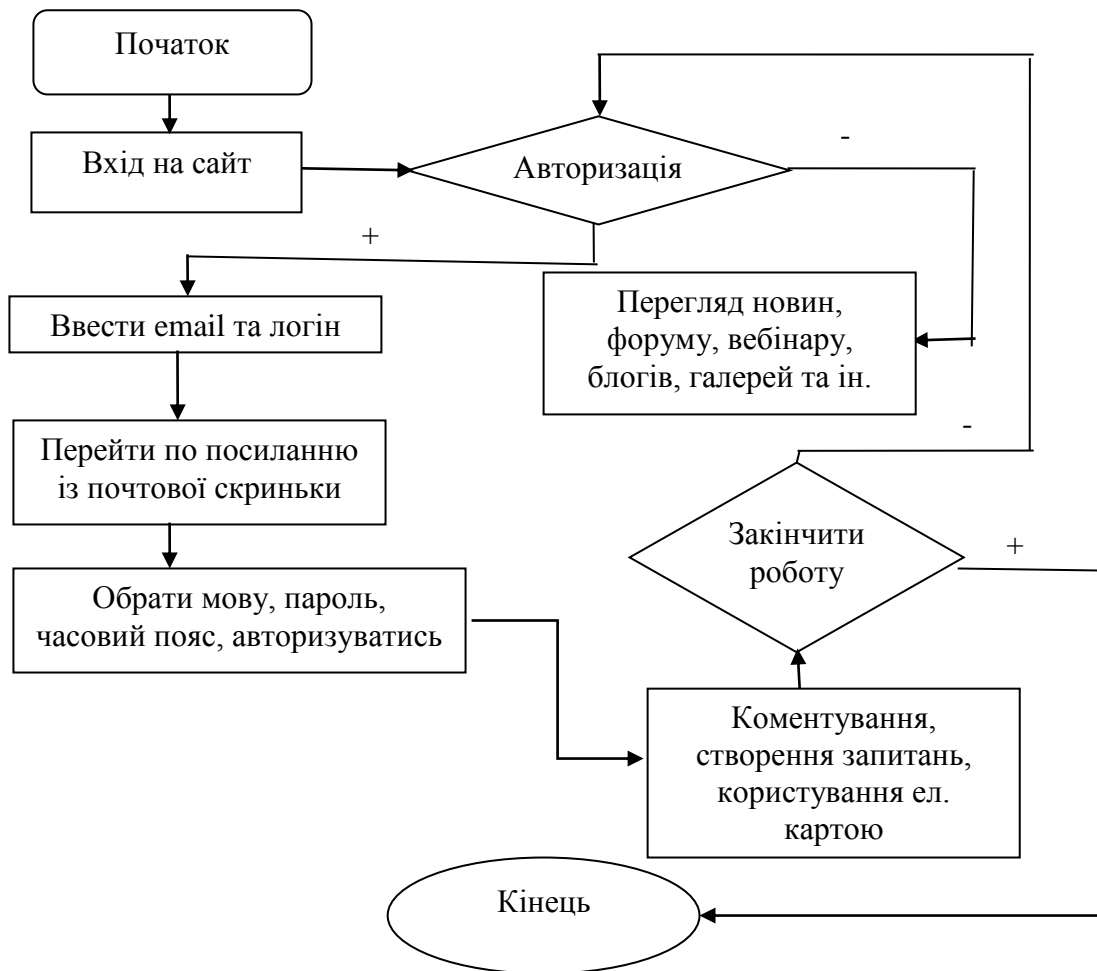 Початок
Вхід на сайт
Авторизація
-
+
Ввести email та логін
Перегляд новин,
форуму, вебінару,
блогів, галерей та ін.
Перейти по посиланню
із почтової скриньки
-
Закінчити
роботу
+
Обрати мову, пароль,
часовий пояс, авторизуватись
Коментування,
створення запитань,
користування ел.
картою
Кінець